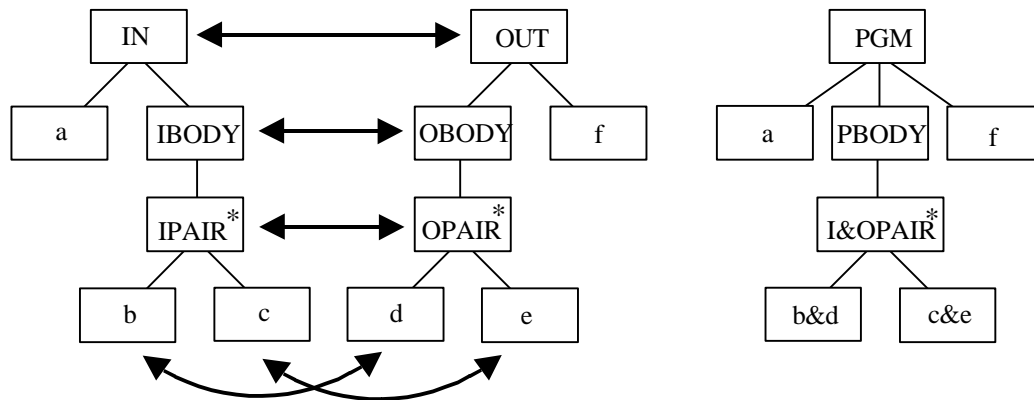 IN
OUT
PGM
a
IBODY
OBODY
f
a
PBODY
f
IPAIR*
OPAIR*
I&OPAIR*
b
c
d
e
b&d
c&e